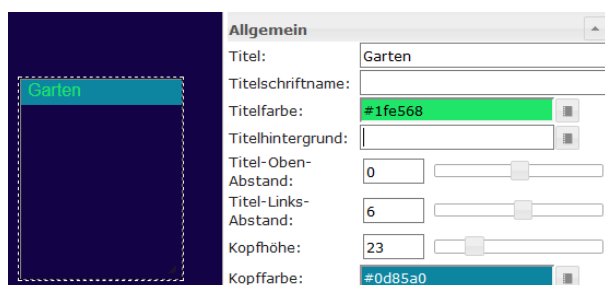 Allgemein
Titel: Garten
Garten
Titelschriftname:
Titelfarbe: #1fe568
Titelhintergrund:
Titel-Oben-
Abstand: 0
Titel-Links-
Abstand: 6
Kopfhöhe: 23
Kopffarbe: #0d85a0